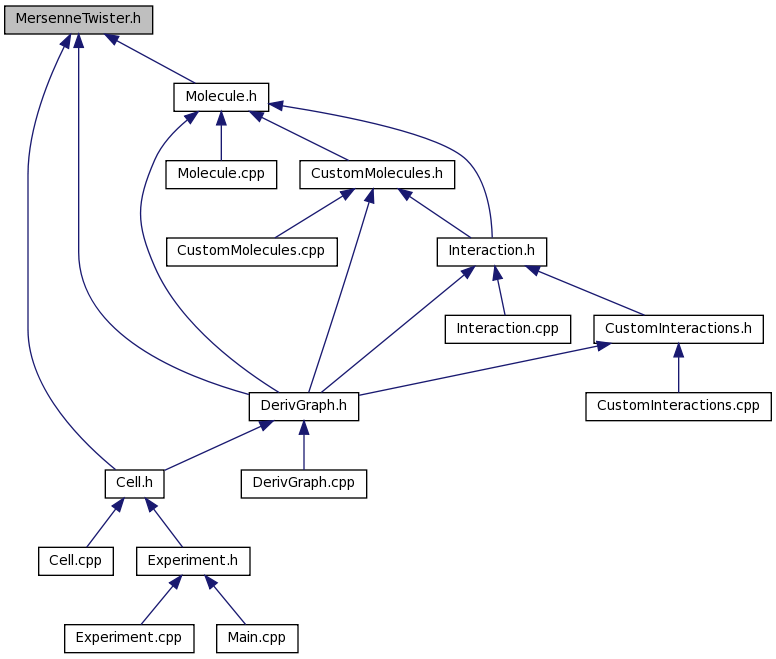 MersenneTwister.h
Molecule.h
Molecule.cpp
CustomMolecules.h
CustomMolecules.cpp
Interaction.h
Interaction.cpp
CustomInteractions.h
DerivGraph.h
CustomInteractions.cpp
Cell.h
DerivGraph.cpp
Cell.cpp
Experiment.h
Experiment.cpp
Main.cpp